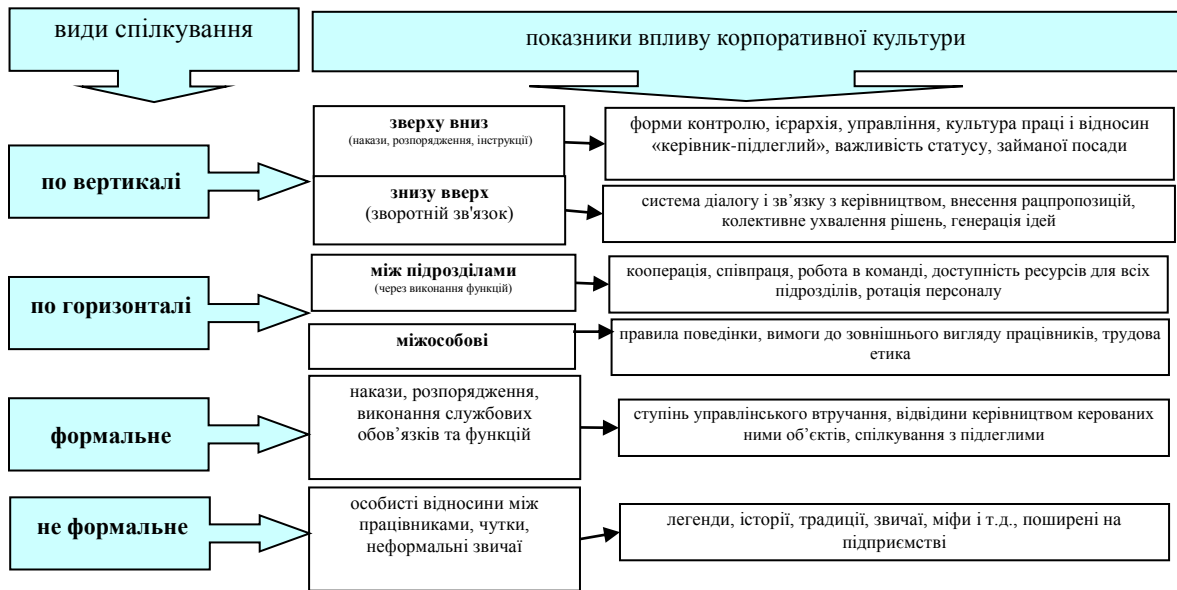 види спілкування
показники впливу корпоративної культури
по вертикалі
зверху вниз
(накази, розпорядження, інструкції)
форми контролю, ієрархія, управління, культура праці і відносин
«керівник-підлеглий», важливість статусу, займаної посади
знизу вверх
(зворотній зв'язок)
система діалогу і зв’язку з керівництвом, внесення рацпропозицій,
колективне ухвалення рішень, генерація ідей
по горизонталі
між підрозділами
(через виконання функцій)
кооперація, співпраця, робота в команді, доступність ресурсів для всіх
підрозділів, ротація персоналу
міжособові
правила поведінки, вимоги до зовнішнього вигляду працівників, трудова
етика
формальне
накази, розпорядження,
виконання службових
обов’язків та функцій
ступінь управлінського втручання, відвідини керівництвом керованих
ними об’єктів, спілкування з підлеглими
не формальне
особисті відносини між
працівниками, чутки,
неформальні звичаї
легенди, історії, традиції, звичаї, міфи і т.д., поширені на
підприємстві